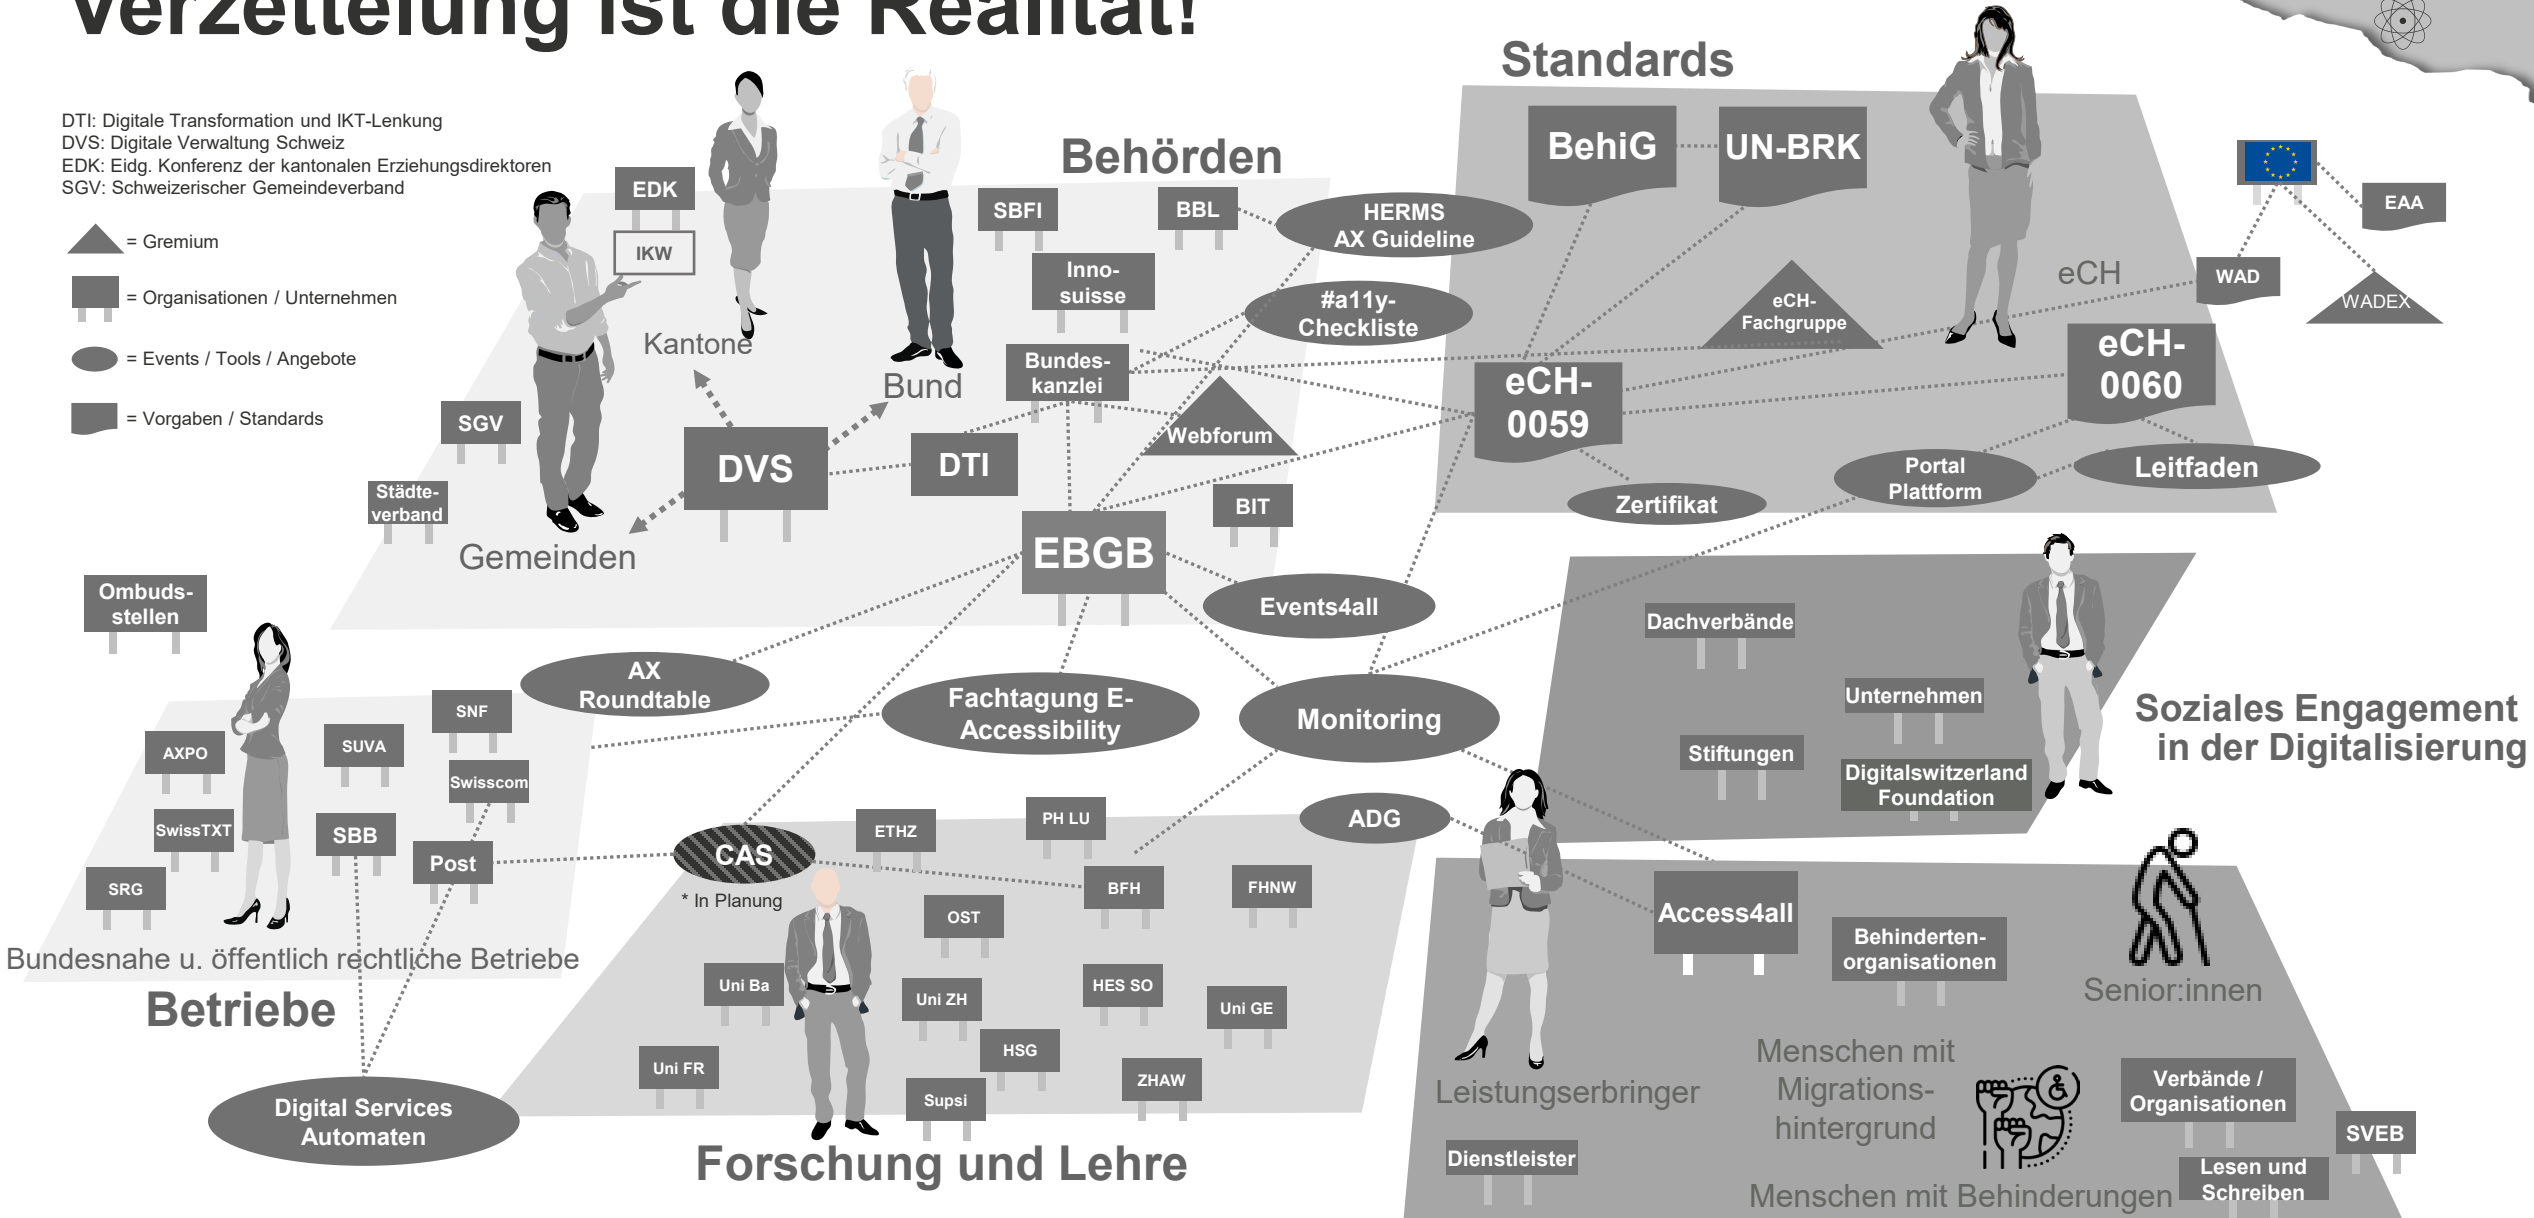 Verzettelung ist die Realität!
DTI: Digitale Transformation und IKT-Lenkung
DVS: Digitale Verwaltung Schweiz
EDK: Eidg. Konferenz der kantonalen Erziehungsdirektoren
SGV: Schweizerischer Gemeindeverband
= Gremium
= Organisationen / Unternehmen
= Events / Tools / Angebote
= Vorgaben / Standards
Behörden
EDK
IKW
SBFI
BBL
Inno-
suisse
HERMS
AX Guideline
#a11y-
Checkliste
Kantone
Bund
Bundes-
kanzlei
Webforum
SGV
DVS
DTI
Städte-
verband
BIT
Gemeinden
EBGB
Events4all
AX
Roundtable
Fachtagung E-
Accessibility
Monitoring
Standards
BehiG
UN-BRK
eCH-
Fachgruppe
eCH
eCH-
0059
eCH-
0060
Zertifikat
Portal
Plattform
Leitfaden
EAA
WAD
WADEX
Ombuds-
stellen
SNF
AXPO
SUVA
Swisscom
SwissTXT
SBB
Post
SRG
Bundesnahe u. öffentlich rechtliche Betriebe
Betriebe
Digital Services
Automaten
CAS
* In Planung
ETHZ
PH LU
ADG
BFH
FHNW
OST
Uni Ba
Uni ZH
HES SO
Uni GE
HSG
Uni FR
ZHAW
Supsi
Forschung und Lehre
Dachverbände
Unternehmen
Stiftungen
Digitalswitzerland
Foundation
Soziales Engagement
in der Digitalisierung
Access4all
Behinderten-
organisationen
Senior:innen
Leistungserbringer
Menschen mit
Migrations-
hintergrund
Verbände /
Organisationen
SVEB
Dienstleister
Lesen und
Schreiben
Menschen mit Behinderungen